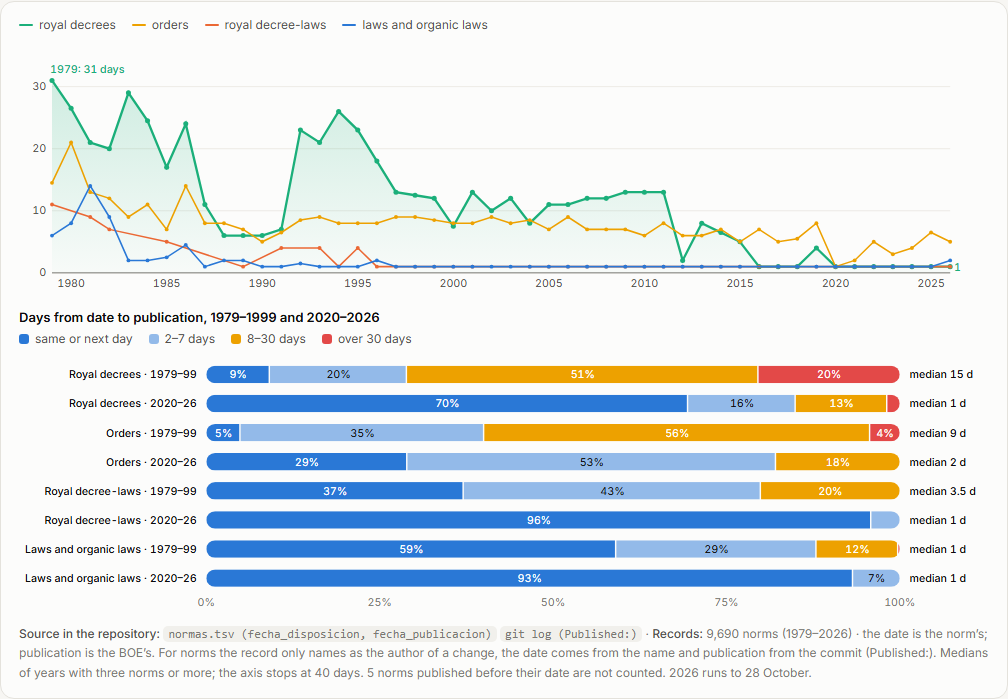 royal decrees orders royal decree-laws laws and organic laws
1979: 31 days
30
20
10
0
1
1980 1985 1990 1995 2000 2005 2010 2015 2020 2025
Days from date to publication, 1979–1999 and 2020–2026
same or next day 2–7 days 8–30 days over 30 days
Royal decrees · 1979–99 9% 20% 51% 20% median 15 d
Royal decrees · 2020–26 70% 16% 13% median 1 d
Orders · 1979–99 5% 35% 56% 4% median 9 d
Orders · 2020–26 29% 53% 18% median 2 d
Royal decree-laws · 1979–99 37% 43% 20% median 3.5 d
Royal decree-laws · 2020–26 96% median 1 d
Laws and organic laws · 1979–99 59% 29% 12% median 1 d
Laws and organic laws · 2020–26 93% 7% median 1 d
0% 25% 50% 75% 100%
Source in the repository: normas.tsv (fecha_disposicion, fecha_publicacion) git log (Published:) · Records: 9,690 norms (1979–2026) · the date is the norm's;
publication is the BOE's. For norms the record only names as the author of a change, the date comes from the name and publication from the commit (Published:). Medians
of years with three norms or more; the axis stops at 40 days. 5 norms published before their date are not counted. 2026 runs to 28 October.